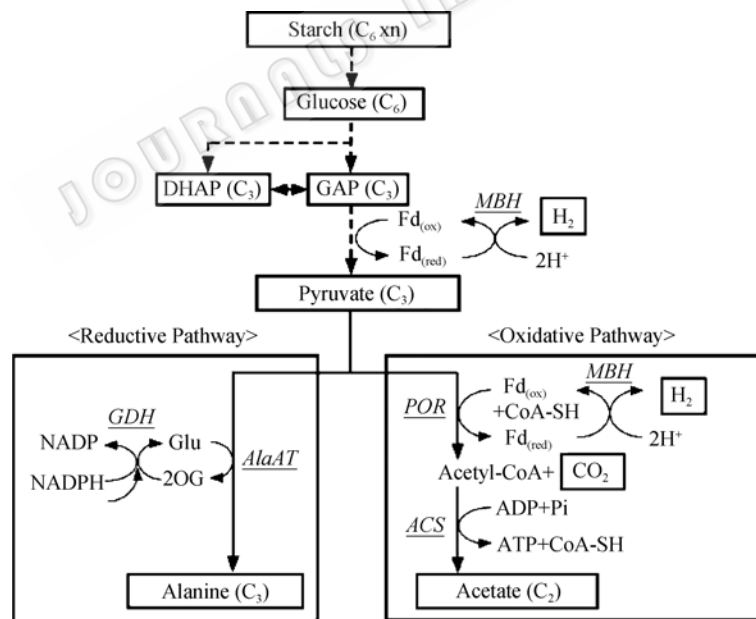 JOURNALS.
Starch (C6 xn)
Glucose (C6)
DHAP (C3)
GAP (C3)
Fd(ox)
MBH
H2
Fd(red)
2H+
Pyruvate (C3)
<Reductive Pathway>
<Oxidative Pathway>
GDH
NADP
Glu
NADPH
2OG
AlaAT
Alanine (C3)
POR
Fd(ox)
+CoA-SH
MBH
H2
Fd(red)
2H+
Acetyl-CoA+
CO2
ACS
ADP+Pi
ATP+CoA-SH
Acetate (C2)